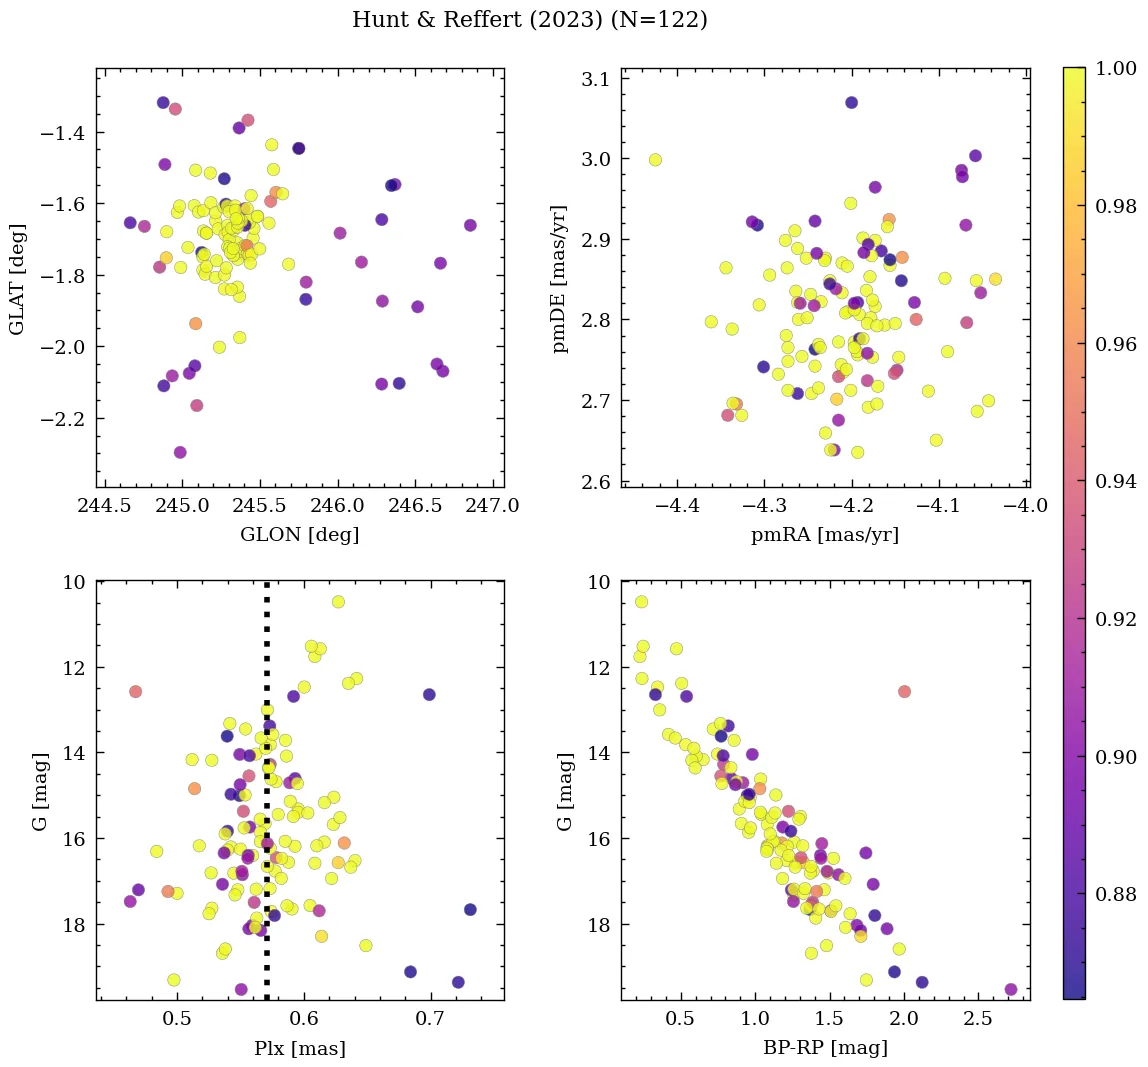 Hunt & Reffert (2023) (N=122)
−1.4
−1.6
−1.8
−2.0
−2.2
GLAT [deg]
244.5 245.0 245.5 246.0 246.5 247.0
GLON [deg]
3.1
3.0
2.9
2.8
2.7
2.6
pmDE [mas/yr]
−4.4 −4.3 −4.2 −4.1 −4.0
pmRA [mas/yr]
10
12
14
16
18
G [mag]
0.5 0.6 0.7
Plx [mas]
10
12
14
16
18
G [mag]
0.5 1.0 1.5 2.0 2.5
BP-RP [mag]
1.00
0.98
0.96
0.94
0.92
0.90
0.88